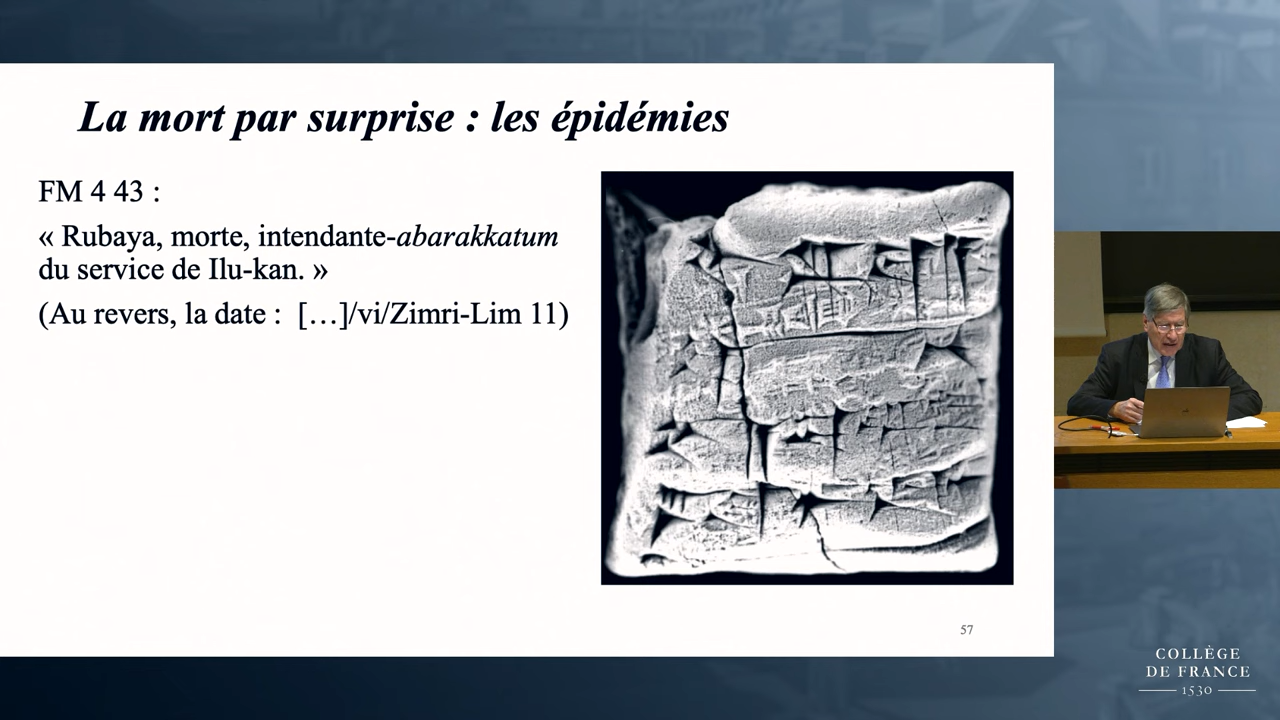 La mort par surprise : les épidémies
FM 4 43 :
« Rubaya, morte, intendante-abarakkatum
du service de Ilu-kan. »
(Au revers, la date :  […]/vi/Zimri-Lim 11)
57
COLLÈGE
DE FRANCE
1530